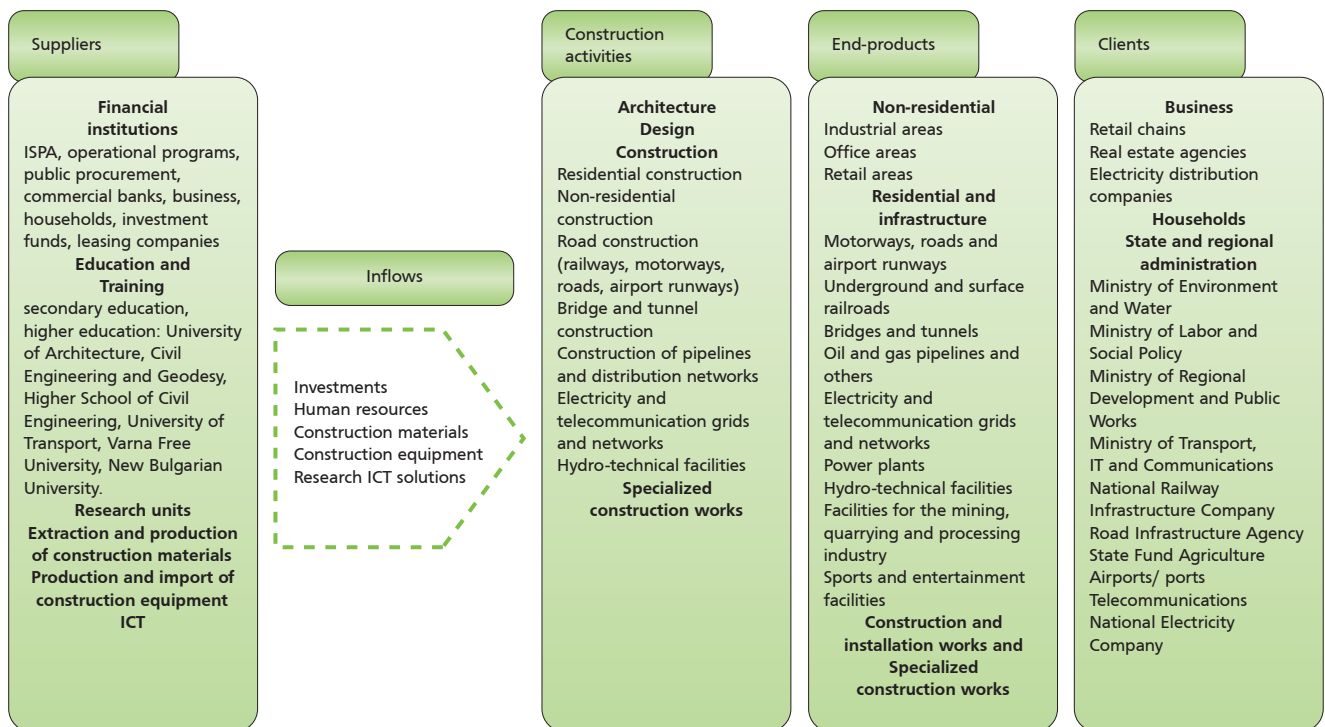 Suppliers
Financial
institutions
ISPA, operational programs,
public procurement,
commercial banks, business,
households, investment
funds, leasing companies
Education and
Training
secondary education,
higher education: University
of Architecture, Civil
Engineering and Geodesy,
Higher School of Civil
Engineering, University of
Transport, Varna Free
University, New Bulgarian
University.
Research units
Extraction and production
of construction materials
Production and import of
construction equipment
ICT
Inflows
Investments
Human resources
Construction materials
Construction equipment
Research ICT solutions
Construction
activities
Architecture
Design
Construction
Residential construction
Non-residential
construction
Road construction
(railways, motorways,
roads, airport runways)
Bridge and tunnel
construction
Construction of pipelines
and distribution networks
Electricity and
telecommunication grids
and networks
Hydro-technical facilities
Specialized
construction works
End-products
Non-residential
Industrial areas
Office areas
Retail areas
Residential and
infrastructure
Motorways, roads and
airport runways
Underground and surface
railroads
Bridges and tunnels
Oil and gas pipelines and
others
Electricity and
telecommunication grids
and networks
Power plants
Hydro-technical facilities
Facilities for the mining,
quarrying and processing
industry
Sports and entertainment
facilities
Construction and
installation works and
Specialized
construction works
Clients
Business
Retail chains
Real estate agencies
Electricity distribution
companies
Households
State and regional
administration
Ministry of Environment
and Water
Ministry of Labor and
Social Policy
Ministry of Regional
Development and Public
Works
Ministry of Transport,
IT and Communications
National Railway
Infrastructure Company
Road Infrastructure Agency
State Fund Agriculture
Airports/ ports
Telecommunications
National Electricity
Company